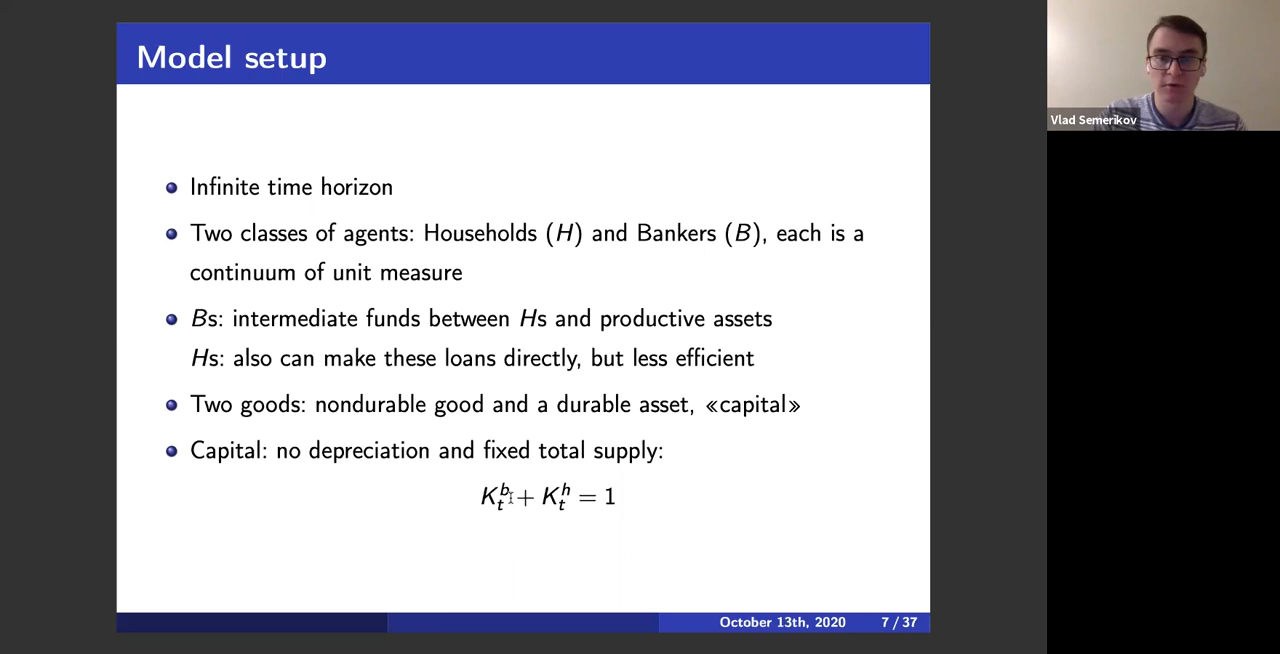 Model setup
Infinite time horizon
Two classes of agents: Households (H) and Bankers (B), each is a
continuum of unit measure
Bs: intermediate funds between Hs and productive assets
Hs: also can make these loans directly, but less efficient
Two goods: nondurable good and a durable asset, «capital»
Capital: no depreciation and fixed total supply:
K_t^b + K_t^h = 1
October 13th, 2020 7 / 37
Vlad Semerikov